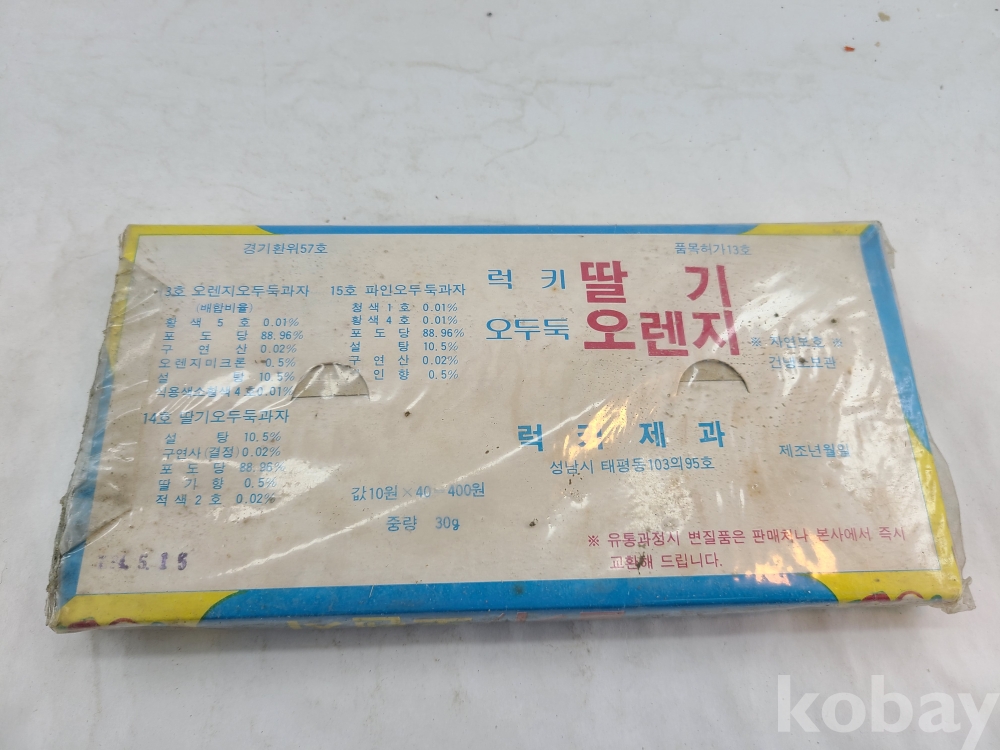 경기환위57호
품목허가13호
럭키 딸기
오두둑 오렌지
※ 자연보호 ※
건냉소보관
3호 오렌지오두둑과자
(배합비율)
황색5호 0.01%
포도당 88.96%
구연산 0.02%
오렌지미크론 0.5%
설탕 10.5%
식용색소황색4호0.01%
15호 파인오두둑과자
청색1호 0.01%
황색4호 0.01%
포도당 88.96%
설탕 10.5%
구연산 0.02%
인향 0.5%
14호 딸기오두둑과자
설탕 10.5%
구연사(결정)0.02%
포도당 88.96%
딸기향 0.5%
적색2호 0.02%
럭키제과
성남시 태평동103의95호
제조년월일
값10원×40-400원
중량 30g
※ 유통과정시 변질품은 판매처나 본사에서 즉시
교환해 드립니다.
kobay